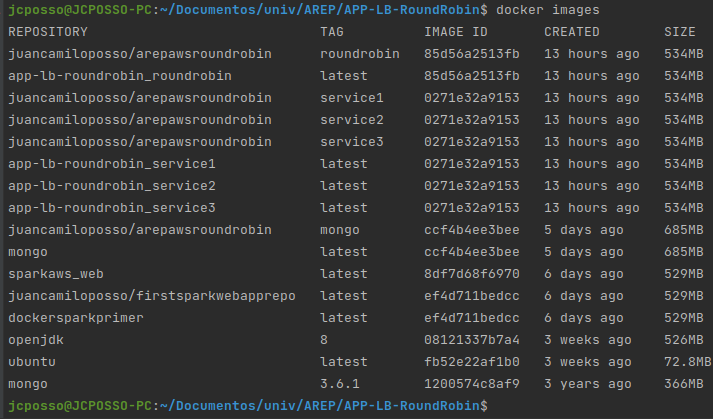 jcposso@JCPOSSO-PC:~/Documentos/univ/AREP/APP-LB-RoundRobin$ docker images
REPOSITORY TAG IMAGE ID CREATED SIZE
juancamiloposso/arepawsroundrobin roundrobin 85d56a2513fb 13 hours ago 534MB
app-lb-roundrobin_roundrobin latest 85d56a2513fb 13 hours ago 534MB
juancamiloposso/arepawsroundrobin service1 0271e32a9153 13 hours ago 534MB
juancamiloposso/arepawsroundrobin service2 0271e32a9153 13 hours ago 534MB
juancamiloposso/arepawsroundrobin service3 0271e32a9153 13 hours ago 534MB
app-lb-roundrobin_service1 latest 0271e32a9153 13 hours ago 534MB
app-lb-roundrobin_service2 latest 0271e32a9153 13 hours ago 534MB
app-lb-roundrobin_service3 latest 0271e32a9153 13 hours ago 534MB
juancamiloposso/arepawsroundrobin mongo ccf4b4ee3bee 5 days ago 685MB
mongo latest ccf4b4ee3bee 5 days ago 685MB
sparkaws_web latest 8df7d68f6970 6 days ago 529MB
juancamiloposso/firstsparkwebapprepo latest ef4d711bedcc 6 days ago 529MB
dockersparkprimer latest ef4d711bedcc 6 days ago 529MB
openjdk 8 08121337b7a4 3 weeks ago 526MB
ubuntu latest fb52e22af1b0 3 weeks ago 72.8MB
mongo 3.6.1 1200574c8af9 3 years ago 366MB
jcposso@JCPOSSO-PC:~/Documentos/univ/AREP/APP-LB-RoundRobin$